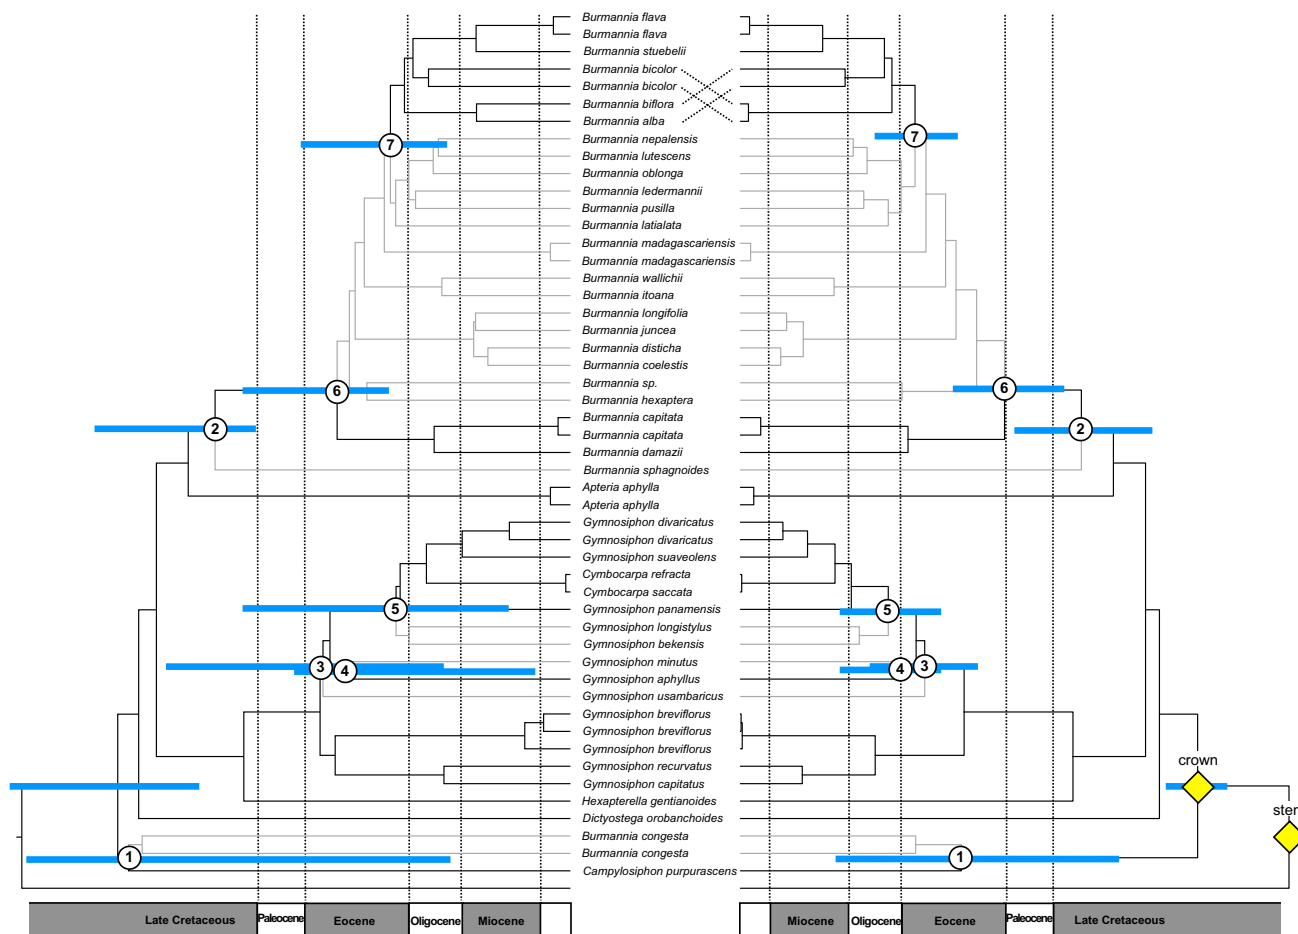 Burmannia flava
Burmannia flava
Burmannia stuebelii
Burmannia bicolor
Burmannia bicolor
Burmannia biflora
Burmannia alba
7
Burmannia nepalensis
7
Burmannia lutescens
Burmannia oblonga
Burmannia ledermannii
Burmannia pusilla
Burmannia latialata
Burmannia madagascariensis
Burmannia madagascariensis
Burmannia wallichii
Burmannia itoana
Burmannia longifolia
Burmannia juncea
Burmannia disticha
Burmannia coelestis
Burmannia sp.
6
6
Burmannia hexaptera
Burmannia capitata
2
2
Burmannia capitata
Burmannia damazii
Burmannia sphagnoides
Apteria aphylla
Apteria aphylla
Gymnosiphon divaricatus
Gymnosiphon divaricatus
Gymnosiphon suaveolens
Cymbocarpa refracta
Cymbocarpa saccata
5
Gymnosiphon panamensis
5
Gymnosiphon longistylus
Gymnosiphon bekensis
Gymnosiphon minutus
3
4
4
3
Gymnosiphon aphyllus
Gymnosiphon usambaricus
Gymnosiphon breviflorus
Gymnosiphon breviflorus
Gymnosiphon breviflorus
crown
Gymnosiphon recurvatus
Gymnosiphon capitatus
Hexapterella gentianoides
stem
Dictyostega orobanchoides
Burmannia congesta
Burmannia congesta
1
1
Campylosiphon purpurascens
Late Cretaceous
Paleocene
Eocene
Oligocene
Miocene
Miocene
Oligocene
Eocene
Paleocene
Late Cretaceous